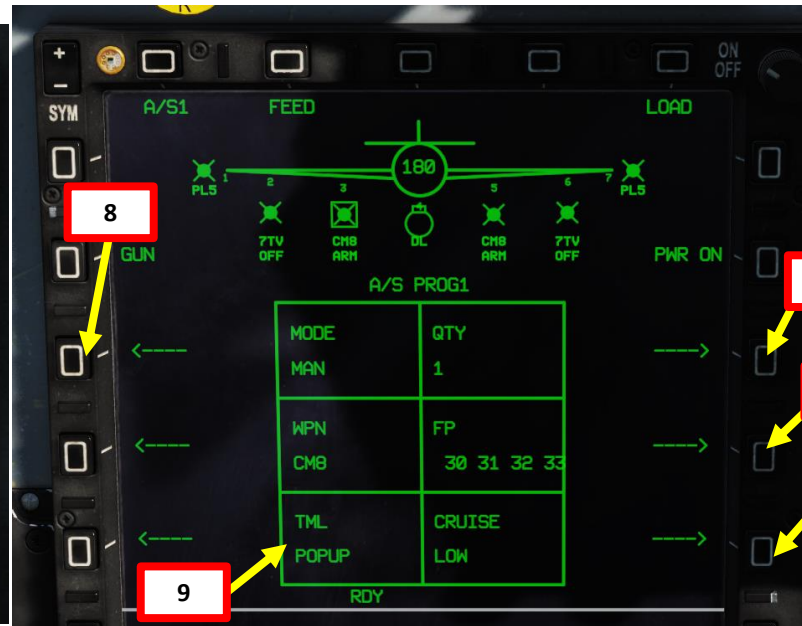 R
+
-
SYM
ON
OFF
A/S1 FEED LOAD
180
1 2 3 5 6 7
PL5 PL5
7TV OFF
CM8 ARM
DL
CM8 ARM
7TV OFF
GUN PWR ON
A/S PROG1
MODE QTY
MAN 1
<---- ---->
WPN FP
CM8 30 31 32 33
<---- ---->
TML CRUISE
POPUP LOW
<---- ---->
RDY
8
9